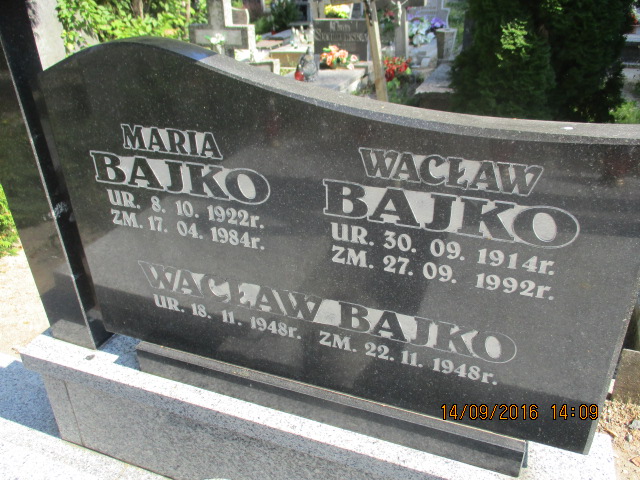 MARIA
BAJKO
UR. 8. 10. 1922r.
ZM. 17. 04. 1984r.
WACŁAW
BAJKO
UR. 30. 09. 1914r.
ZM. 27. 09. 1992r.
WACŁAW BAJKO
UR. 18. 11. 1948r. ZM. 22. 11. 1948r.
14/09/2016 14:09